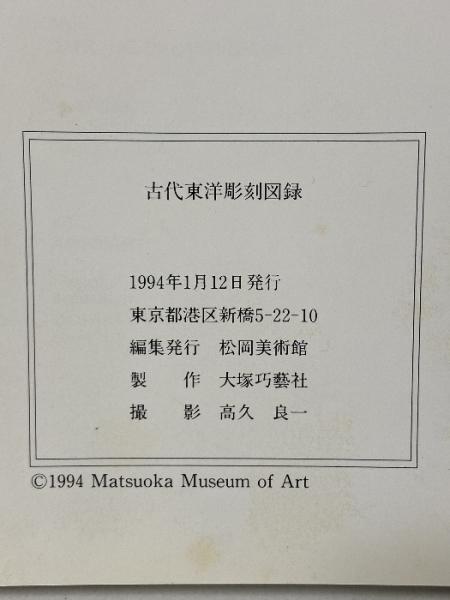 古代東洋彫刻図録
1994年1月12日発行
東京都港区新橋5-22-10
編集発行　松岡美術館
製　　作　大塚巧藝社
撮　　影　高久　良一
©1994 Matsuoka Museum of Art